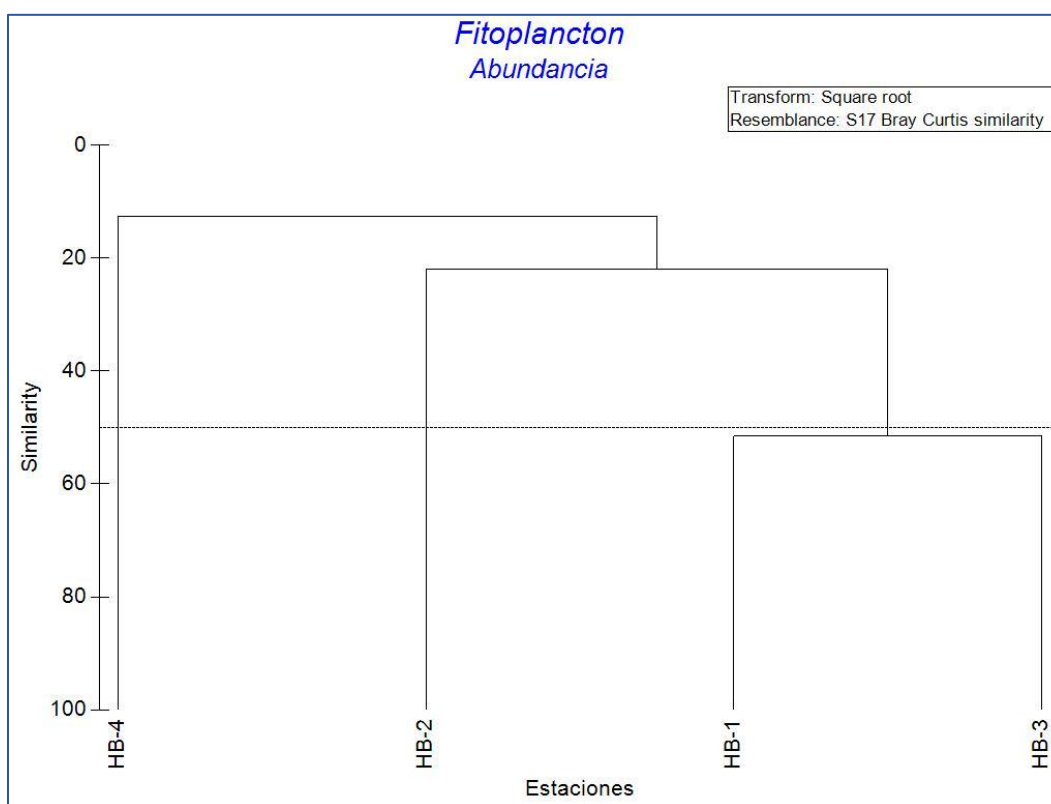 Fitoplancton
Abundancia
Transform: Square root
Resemblance: S17 Bray Curtis similarity
0
20
40
60
80
100
Similarity
HB-4
HB-2
HB-1
HB-3
Estaciones